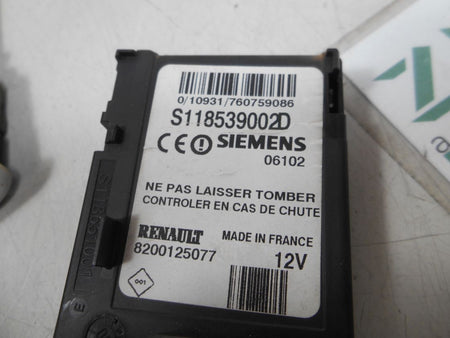 0/10931/760759086
S118539002D
CE SIEMENS
06102
NE PAS LAISSER TOMBER
CONTROLER EN CAS DE CHUTE
RENAULT MADE IN FRANCE
8200125077 12V
001